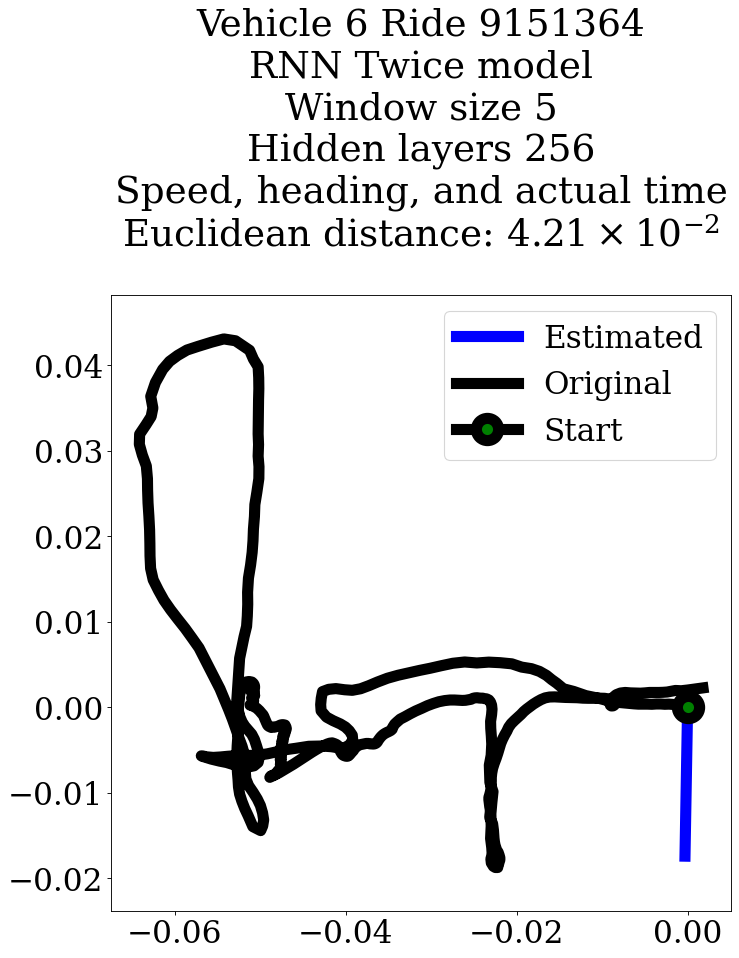 Vehicle 6 Ride 9151364
RNN Twice model
Window size 5
Hidden layers 256
Speed, heading, and actual time
Euclidean distance: 4.21 × 10⁻²
Estimated
Original
Start
0.04
0.03
0.02
0.01
0.00
−0.01
−0.02
−0.06
−0.04
−0.02
0.00